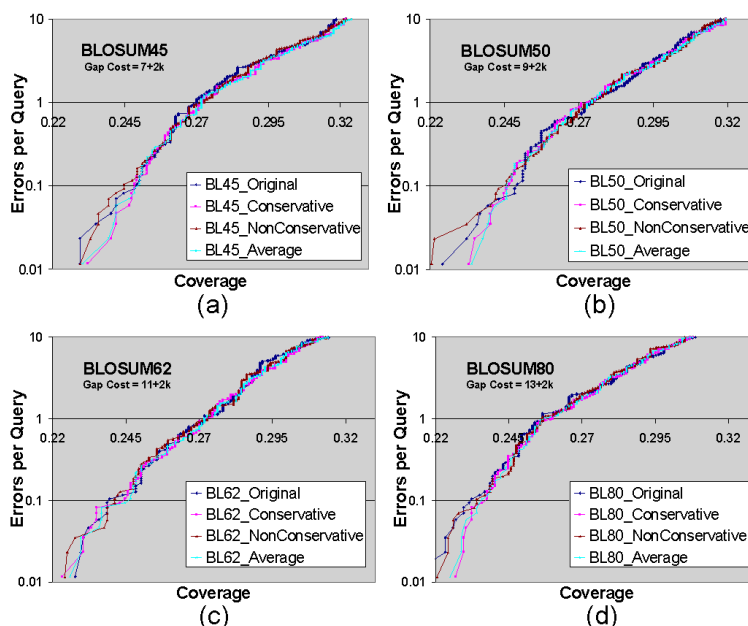 10
BLOSUM45
Gap Cost = 7+2k
1
0.22
0.245
0.27
0.295
0.32
0.1
0.01
Errors per Query
BL45_Original
BL45_Conservative
BL45_NonConservative
BL45_Average
Coverage
(a)
10
BLOSUM50
Gap Cost = 9+2k
1
0.22
0.245
0.27
0.295
0.32
0.1
0.01
Errors per Query
BL50_Original
BL50_Conservative
BL50_NonConservative
BL50_Average
Coverage
(b)
10
BLOSUM62
Gap Cost = 11+2k
1
0.22
0.245
0.27
0.295
0.32
0.1
0.01
Errors per Query
BL62_Original
BL62_Conservative
BL62_NonConservative
BL62_Average
Coverage
(c)
10
BLOSUM80
Gap Cost = 13+2k
1
0.22
0.245
0.27
0.295
0.32
0.1
0.01
Errors per Query
BL80_Original
BL80_Conservative
BL80_NonConservative
BL80_Average
Coverage
(d)